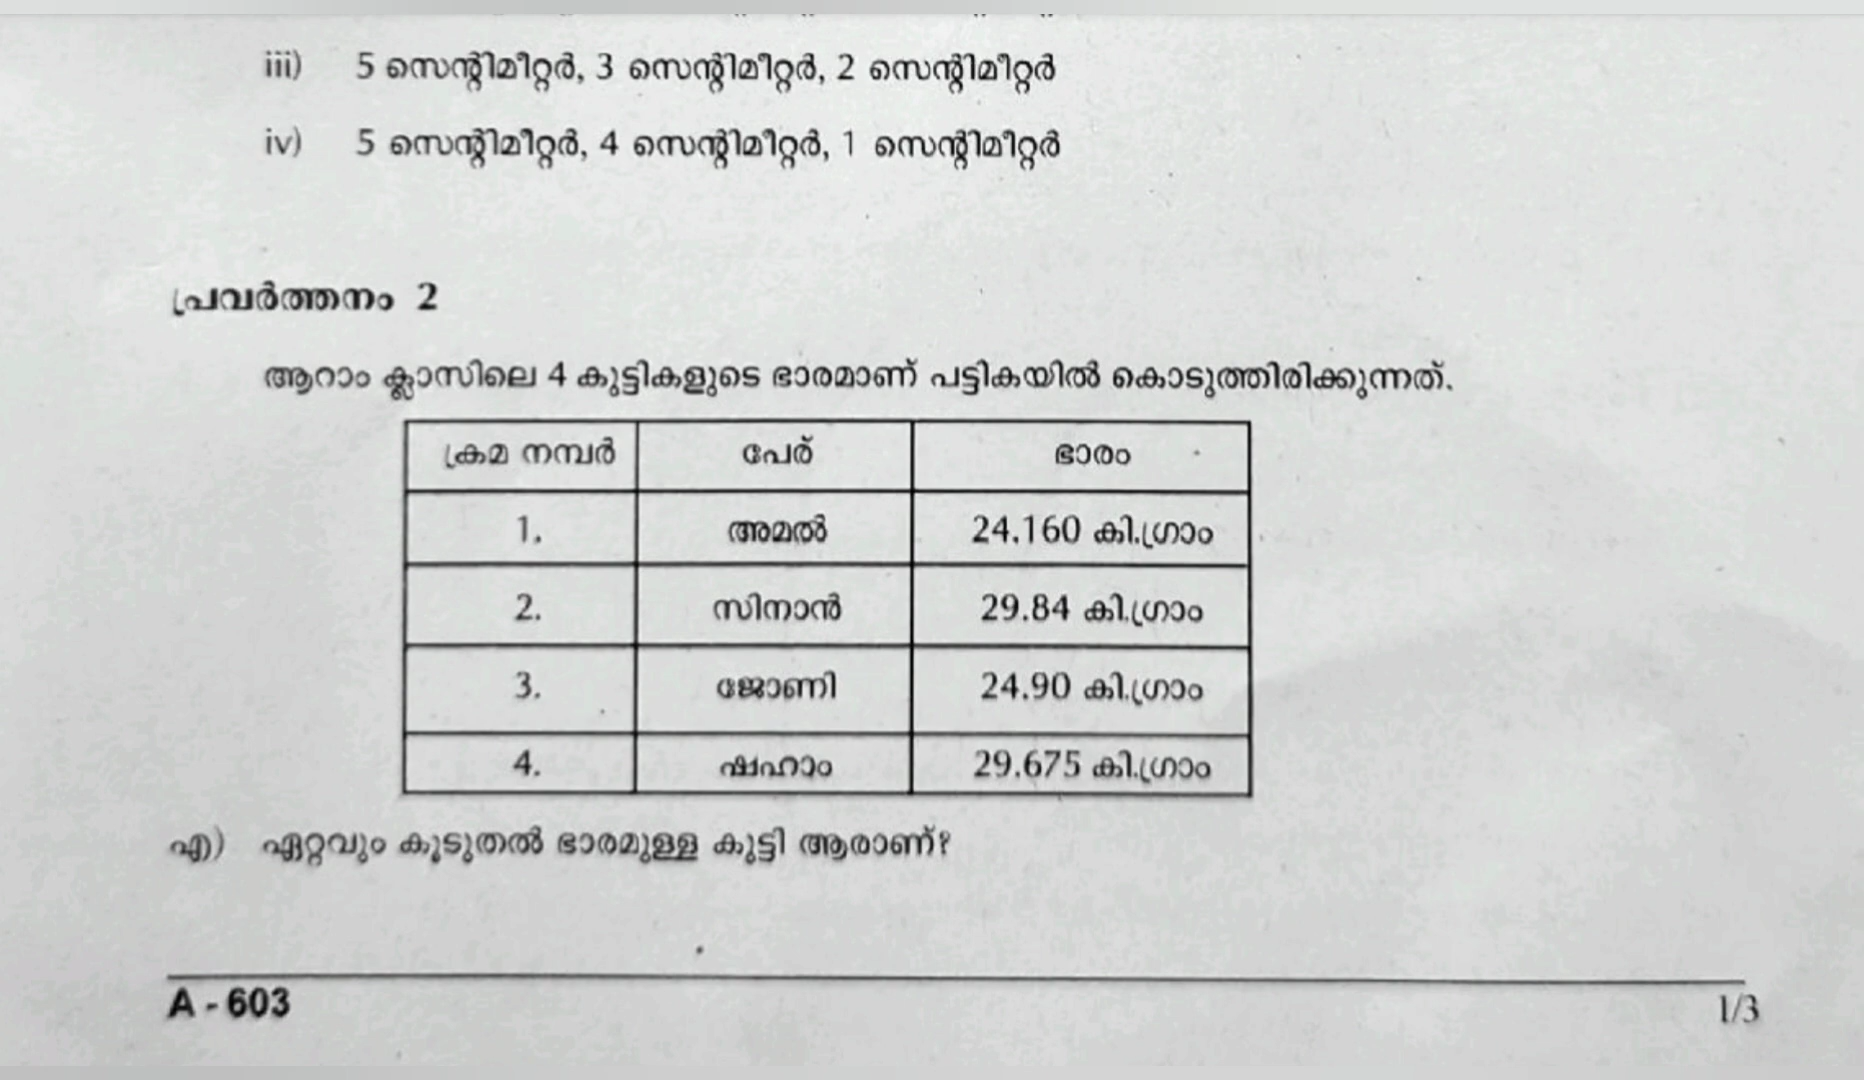 iii) 5 സെന്റിമീറ്റർ, 3 സെന്റിമീറ്റർ, 2 സെന്റിമീറ്റർ
iv) 5 സെന്റിമീറ്റർ, 4 സെന്റിമീറ്റർ, 1 സെന്റിമീറ്റർ
പ്രവർത്തനം 2
ആറാം ക്ലാസിലെ 4 കുട്ടികളുടെ ഭാരമാണ് പട്ടികയിൽ കൊടുത്തിരിക്കുന്നത്.
ക്രമ നമ്പർ പേര് ഭാരം
1. അമൽ 24.160 കി.ഗ്രാം
2. സിനാൻ 29.84 കി.ഗ്രാം
3. ജോണി 24.90 കി.ഗ്രാം
4. ഷഹാം 29.675 കി.ഗ്രാം
എ) ഏറ്റവും കൂടുതൽ ഭാരമുള്ള കുട്ടി ആരാണ്?
A - 603 1/3